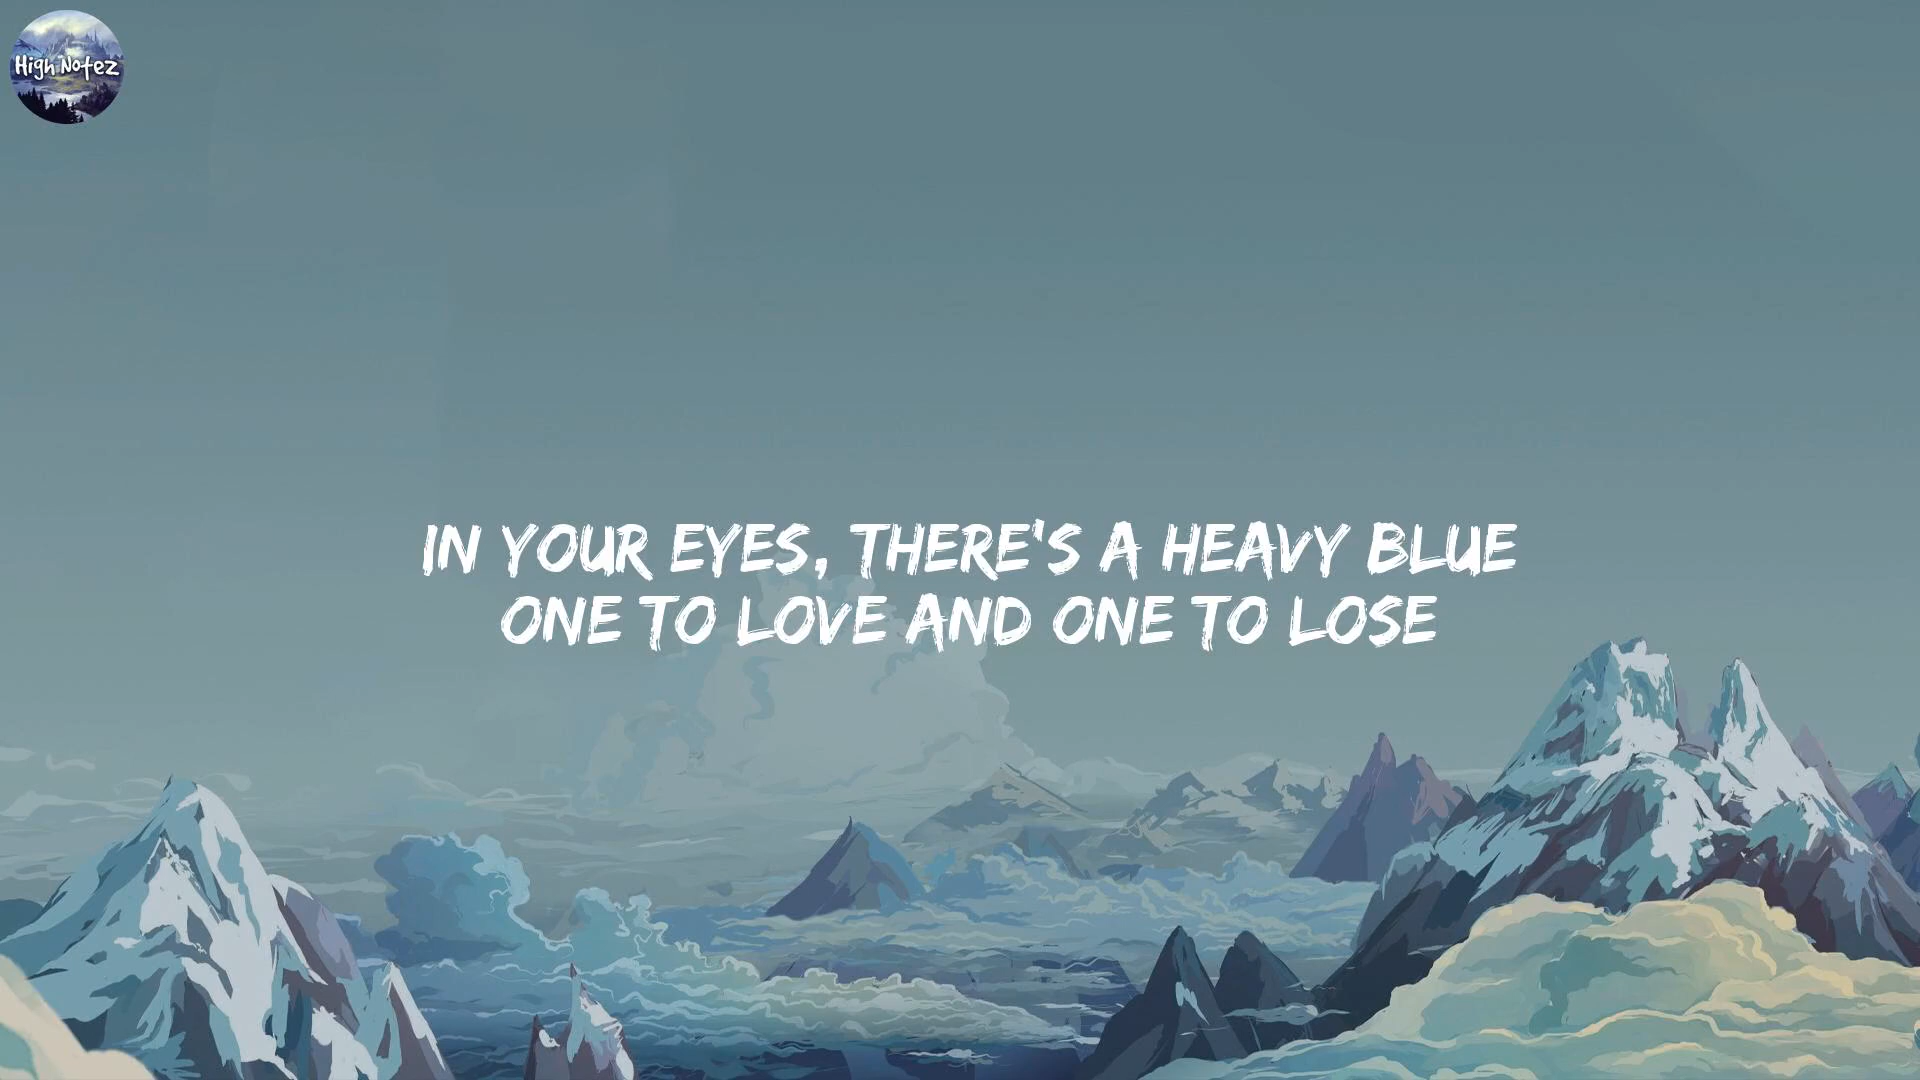 High Notez
IN YOUR EYES, THERE'S A HEAVY BLUE
ONE TO LOVE AND ONE TO LOSE